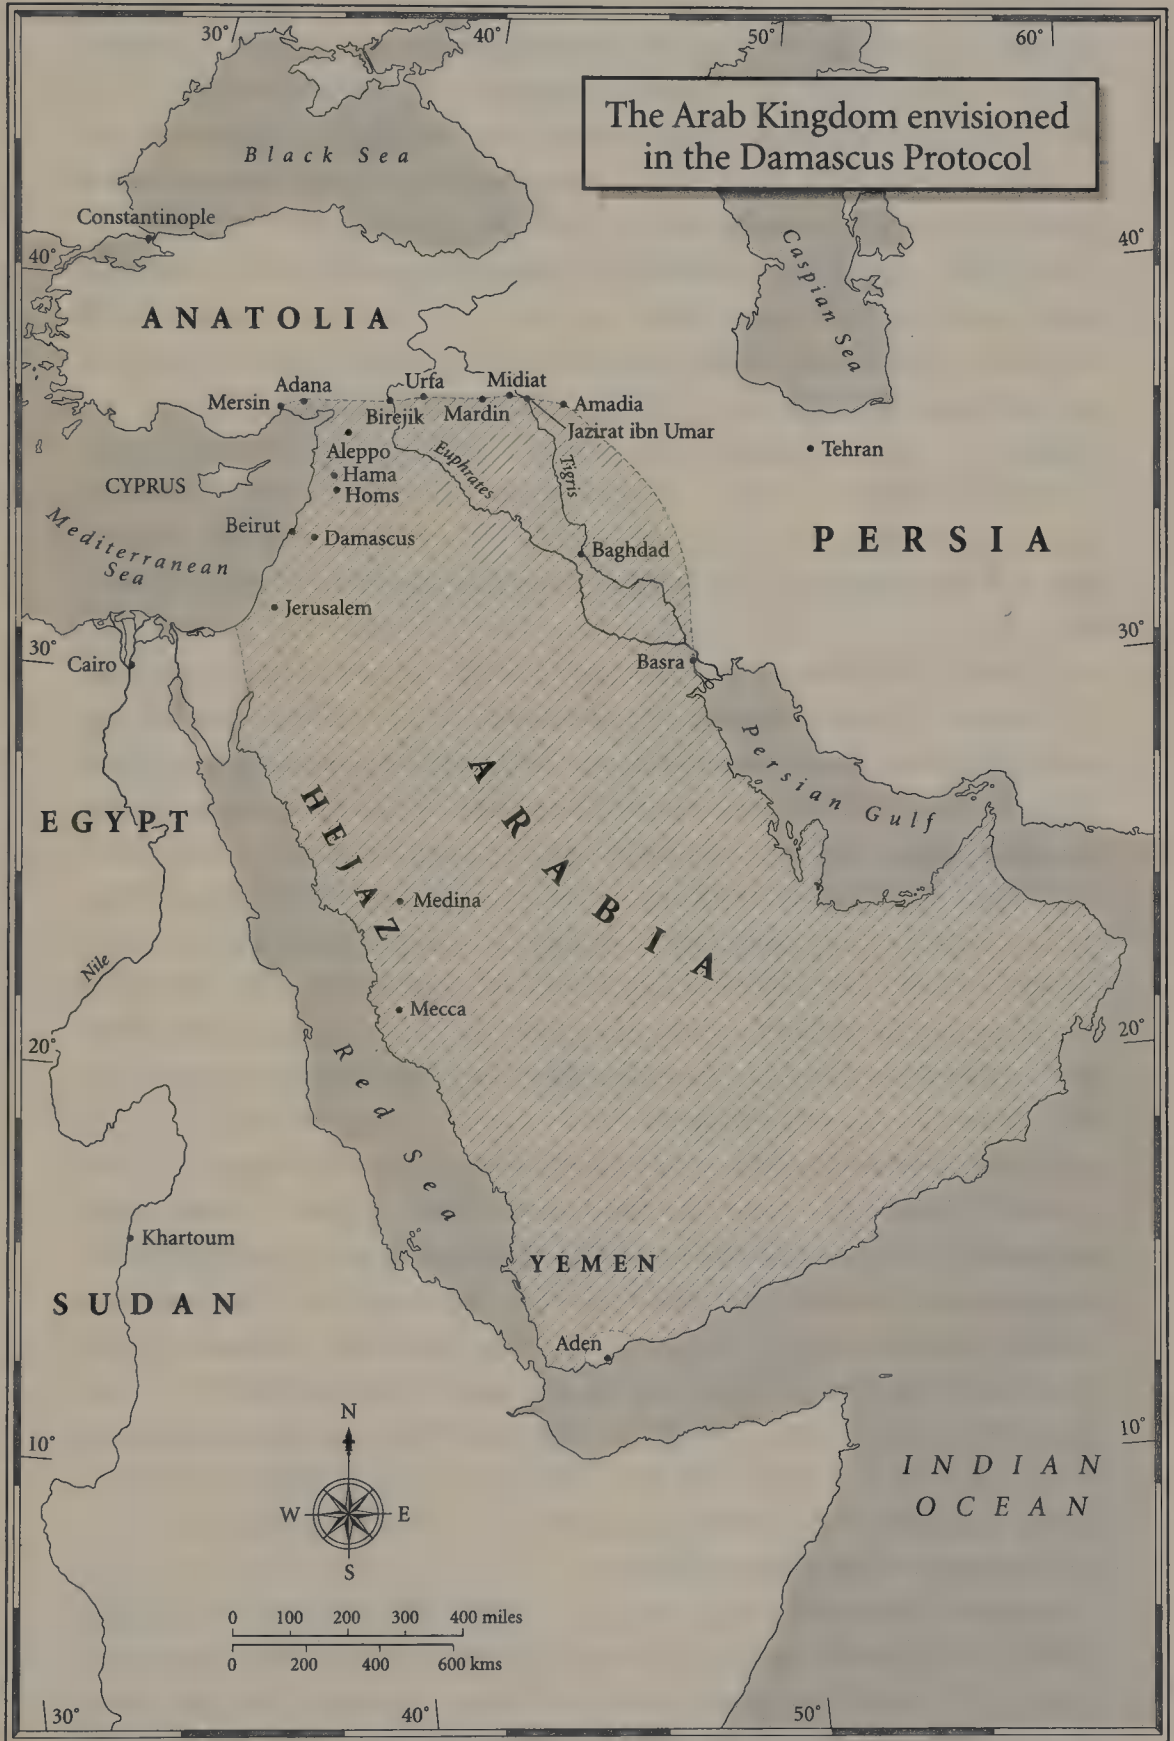 30°
40°
50°
60°
The Arab Kingdom envisioned
in the Damascus Protocol
Black Sea
Constantinople
40°
40°
Caspian Sea
ANATOLIA
Adana
Urfa
Midiat
Mersin
Birejik
Mardin
Amadia
Jazirat ibn Umar
Aleppo
Tehran
Euphrates
Tigris
Hama
CYPRUS
Homs
Beirut
Damascus
Baghdad
PERSIA
Mediterranean
Sea
Jerusalem
30°
30°
Cairo
Basra
Persian Gulf
ARABIA
HEJAZ
EGYPT
Medina
Nile
Mecca
20°
20°
Red Sea
Khartoum
YEMEN
SUDAN
Aden
N
10°
10°
INDIAN
OCEAN
W
E
S
0 100 200 300 400 miles
0 200 400 600 kms
30°
40°
50°